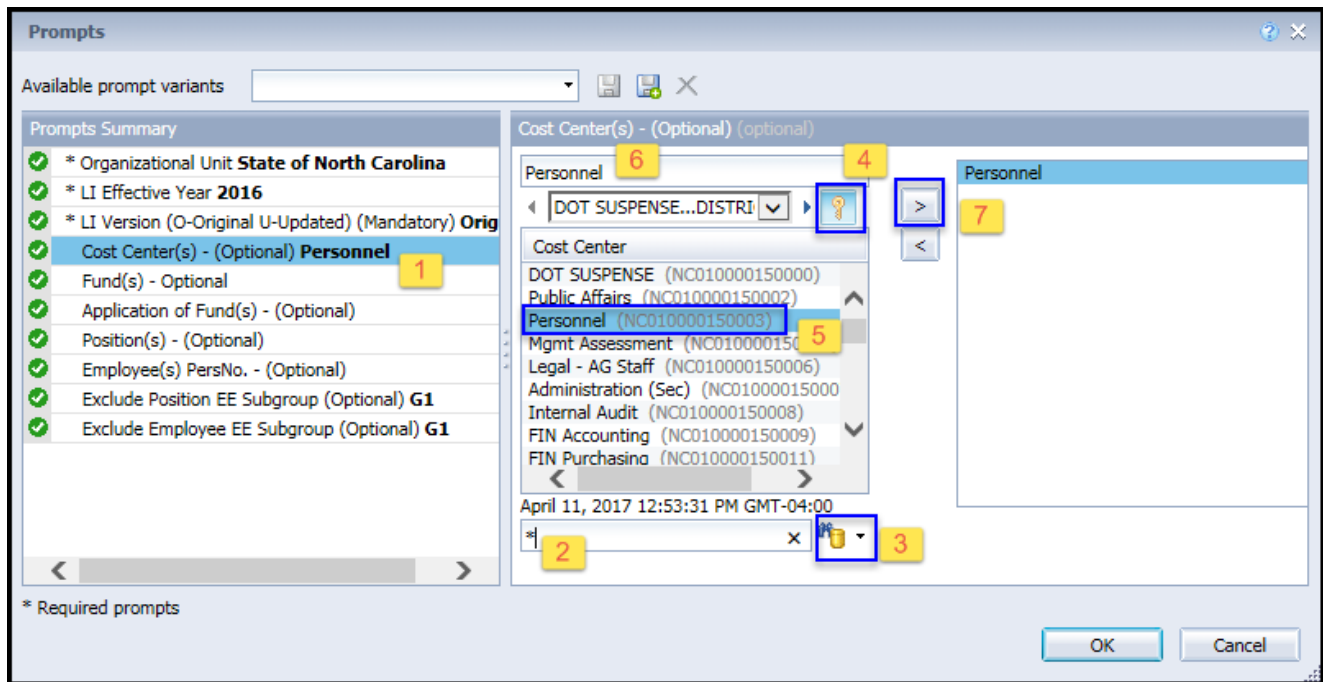 Prompts
Available prompt variants
Prompts Summary
* Organizational Unit State of North Carolina
* LI Effective Year 2016
* LI Version (O-Original U-Updated) (Mandatory) Orig
Cost Center(s) - (Optional) Personnel
1
Fund(s) - Optional
Application of Fund(s) - (Optional)
Position(s) - (Optional)
Employee(s) PersNo. - (Optional)
Exclude Position EE Subgroup (Optional) G1
Exclude Employee EE Subgroup (Optional) G1
* Required prompts
Cost Center(s) - (Optional) (optional)
Personnel
6
4
DOT SUSPENSE...DISTRI
Cost Center
DOT SUSPENSE (NC010000150000)
Public Affairs (NC010000150002)
Personnel (NC010000150003)
5
Mgmt Assessment (NC01000015
Legal - AG Staff (NC010000150006)
Administration (Sec) (NC01000015000
Internal Audit (NC010000150008)
FIN Accounting (NC010000150009)
FIN Purchasing (NC010000150011)
April 11, 2017 12:53:31 PM GMT-04:00
*
2
3
>
7
<
Personnel
OK
Cancel